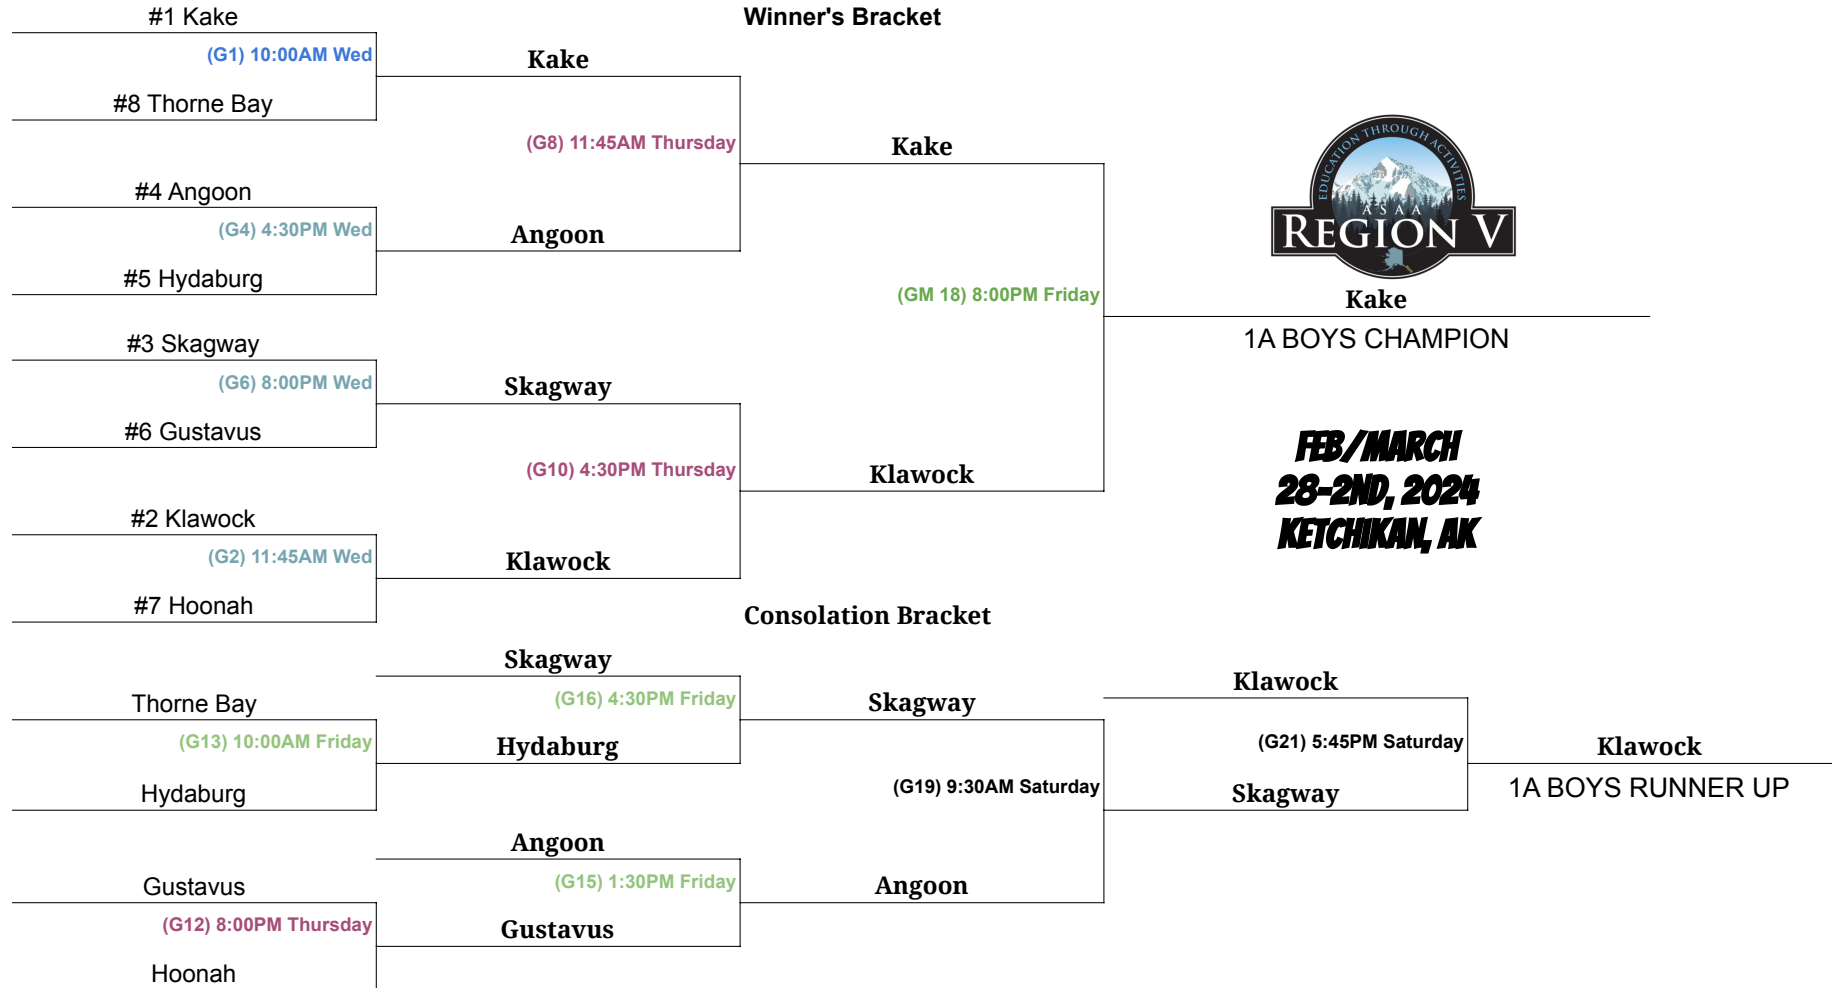 #1 Kake
Winner's Bracket
(G1) 10:00AM Wed
Kake
#8 Thorne Bay
(G8) 11:45AM Thursday
Kake
#4 Angoon
(G4) 4:30PM Wed
Angoon
#5 Hydaburg
EDUCATION THROUGH ACTIVITIES
ASAA
REGION V
(GM 18) 8:00PM Friday
Kake
1A BOYS CHAMPION
#3 Skagway
(G6) 8:00PM Wed
Skagway
#6 Gustavus
(G10) 4:30PM Thursday
Klawock
#2 Klawock
(G2) 11:45AM Wed
Klawock
#7 Hoonah
FEB/MARCH
28-2ND, 2024
KETCHIKAN, AK
Consolation Bracket
Skagway
Thorne Bay
(G16) 4:30PM Friday
Skagway
Klawock
(G13) 10:00AM Friday
Hydaburg
(G21) 5:45PM Saturday
Klawock
Hydaburg
(G19) 9:30AM Saturday
Skagway
1A BOYS RUNNER UP
Angoon
Gustavus
(G15) 1:30PM Friday
Angoon
(G12) 8:00PM Thursday
Gustavus
Hoonah